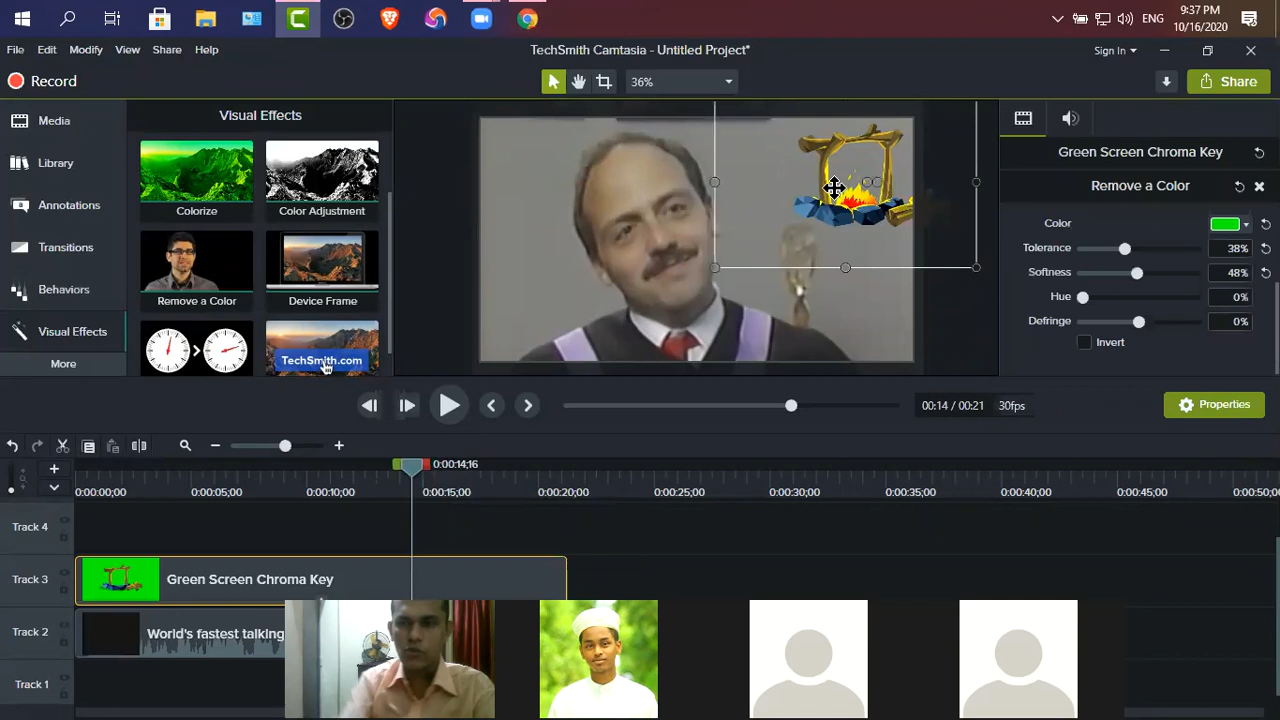 ENG
9:37 PM
10/16/2020
File Edit Modify View Share Help
TechSmith Camtasia - Untitled Project*
Sign In
Record
36%
Share
Media
Library
Annotations
Transitions
Behaviors
Visual Effects
More
Visual Effects
Colorize
Color Adjustment
Remove a Color
Device Frame
TechSmith.com
Green Screen Chroma Key
Remove a Color
Color
Tolerance 38%
Softness 48%
Hue 0%
Defringe 0%
Invert
00:14 / 00:21 30fps
Properties
0:00:14;16
0:00:00;00 0:00:05;00 0:00:10;00 0:00:15;00 0:00:20;00 0:00:25;00 0:00:30;00 0:00:35;00 0:00:40;00 0:00:45;00 0:00:50;0
Track 4
Track 3
Green Screen Chroma Key
Track 2
World's fastest talking
Track 1